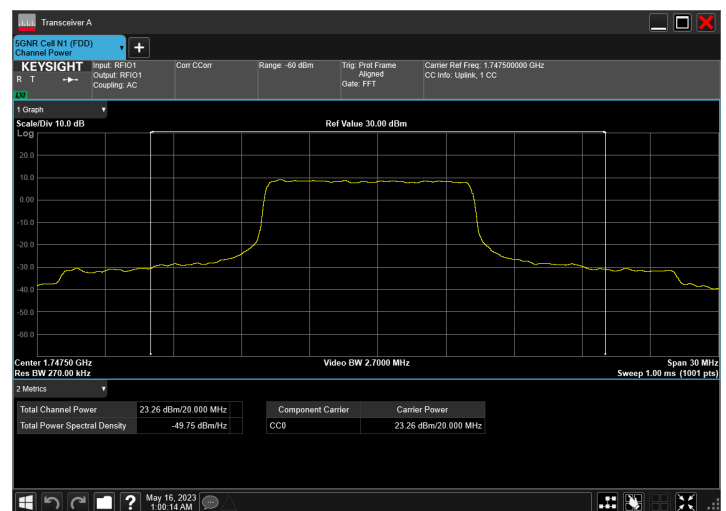 Transceiver A
5GNR Cell N1 (FDD)
Channel Power
KEYSIGHT
R T
LXI
Input: RFIO1
Output: RFIO1
Coupling: AC
Corr CCorr
Range: -60 dBm
Trig: Prot Frame
Aligned
Gate: FFT
Carrier Ref Freq: 1.747500000 GHz
CC Info: Uplink, 1 CC
1 Graph
Scale/Div 10.0 dB
Ref Value 30.00 dBm
Log
20.0
10.0
0.00
-10.0
-20.0
-30.0
-40.0
-50.0
-60.0
Center 1.74750 GHz
Video BW 2.7000 MHz
Span 30 MHz
Res BW 270.00 kHz
Sweep 1.00 ms (1001 pts)
2 Metrics
Total Channel Power 23.26 dBm/20.000 MHz
Total Power Spectral Density -49.75 dBm/Hz
Component Carrier Carrier Power
CC0 23.26 dBm/20.000 MHz
?
May 16, 2023
1:00:14 AM